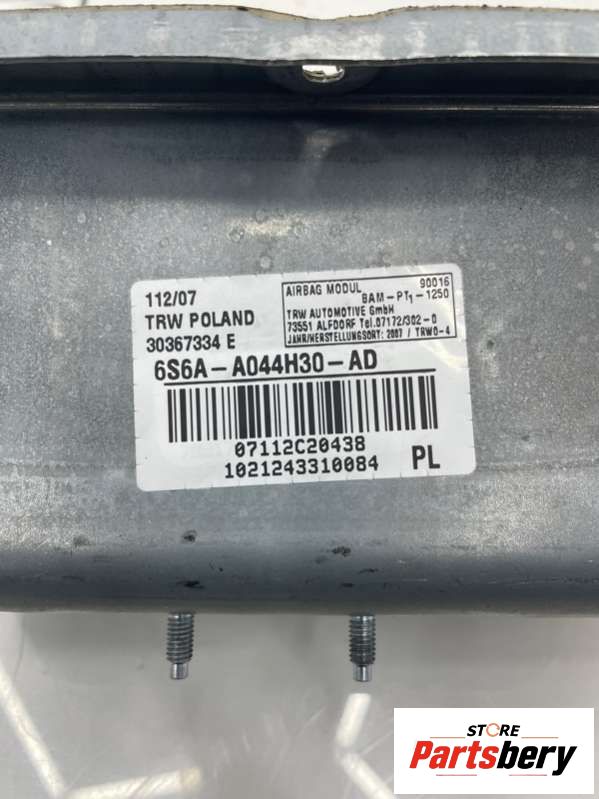 112/07
TRW POLAND
30367334 E
AIRBAG MODUL 90016
BAM-PT1-1250
TRW AUTOMOTIVE GmbH
73551 ALFDORF Tel.07172/302-0
JAHR/HERSTELLUNGSORT: 2007 / TRWO-4
6S6A-A044H30-AD
07112C20438
1021243310084 PL
STORE
Partsbery